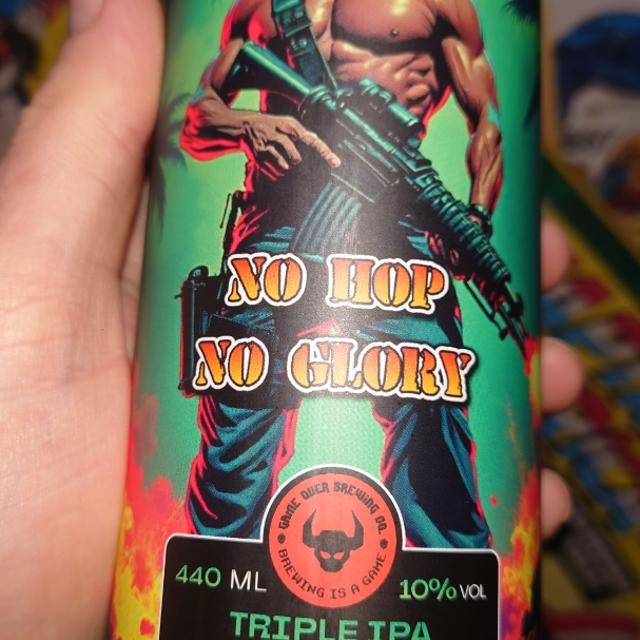 NO HOP
NO GLORY
GAME OVER BREWING CO.
BREWING IS A GAME
440 ML
10% VOL
TRIPLE IPA